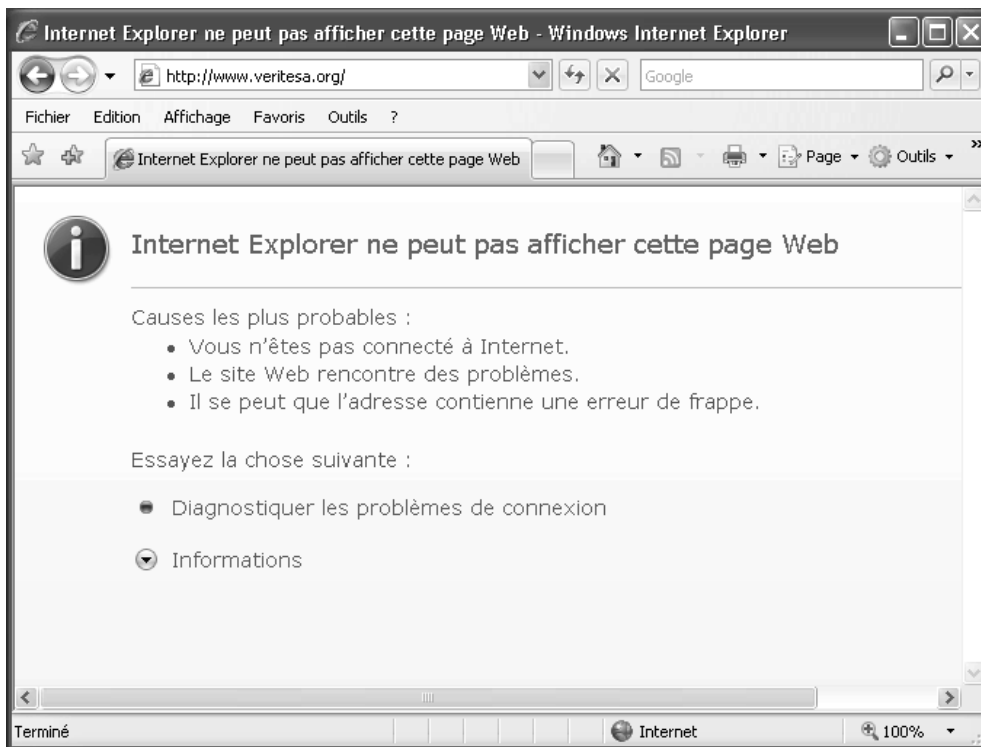 Internet Explorer ne peut pas afficher cette page Web - Windows Internet Explorer
http://www.veritesa.org/
Google
Fichier Edition Affichage Favoris Outils ?
Internet Explorer ne peut pas afficher cette page Web
Page Outils »
Internet Explorer ne peut pas afficher cette page Web
Causes les plus probables :
• Vous n'êtes pas connecté à Internet.
• Le site Web rencontre des problèmes.
• Il se peut que l'adresse contienne une erreur de frappe.
Essayez la chose suivante :
Diagnostiquer les problèmes de connexion
Informations
Terminé Internet 100%